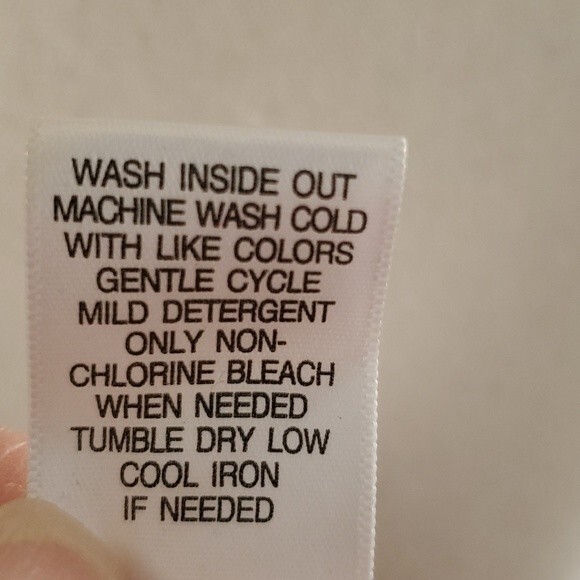 WASH INSIDE OUT
MACHINE WASH COLD
WITH LIKE COLORS
GENTLE CYCLE
MILD DETERGENT
ONLY NON-
CHLORINE BLEACH
WHEN NEEDED
TUMBLE DRY LOW
COOL IRON
IF NEEDED